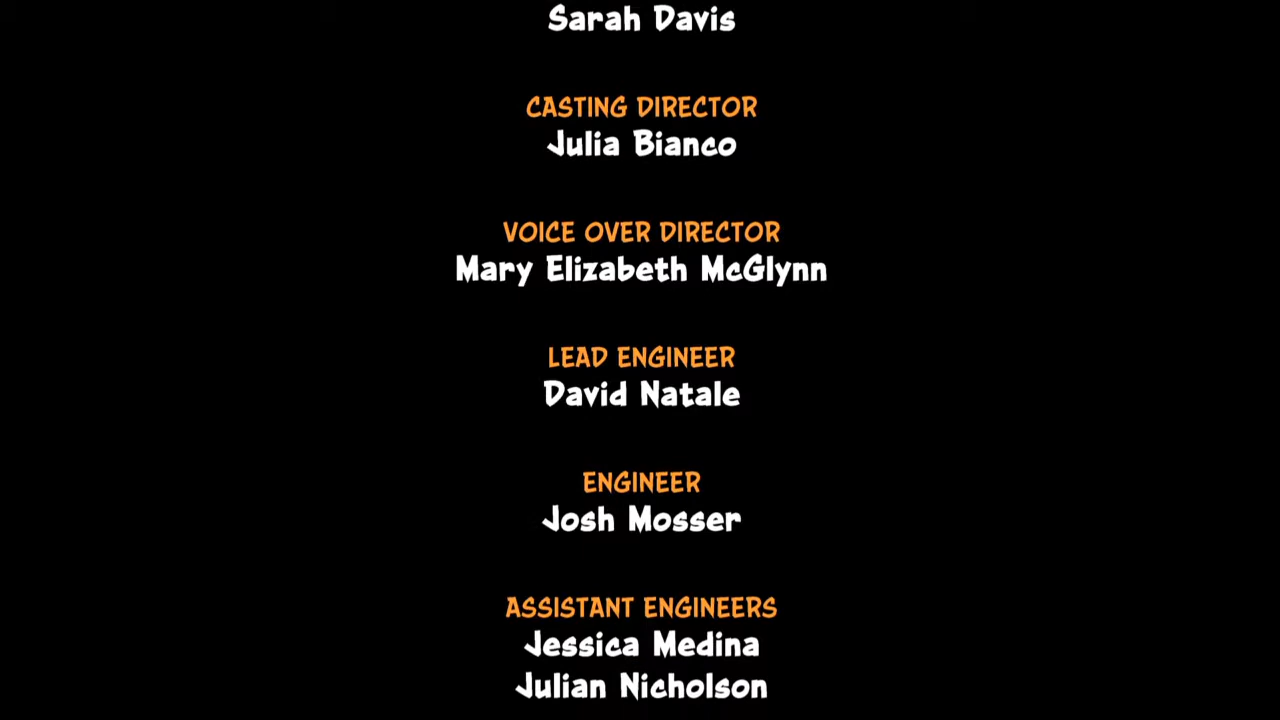 Sarah Davis
CASTING DIRECTOR
Julia Bianco
VOICE OVER DIRECTOR
Mary Elizabeth McGlynn
LEAD ENGINEER
David Natale
ENGINEER
Josh Mosser
ASSISTANT ENGINEERS
Jessica Medina
Julian Nicholson